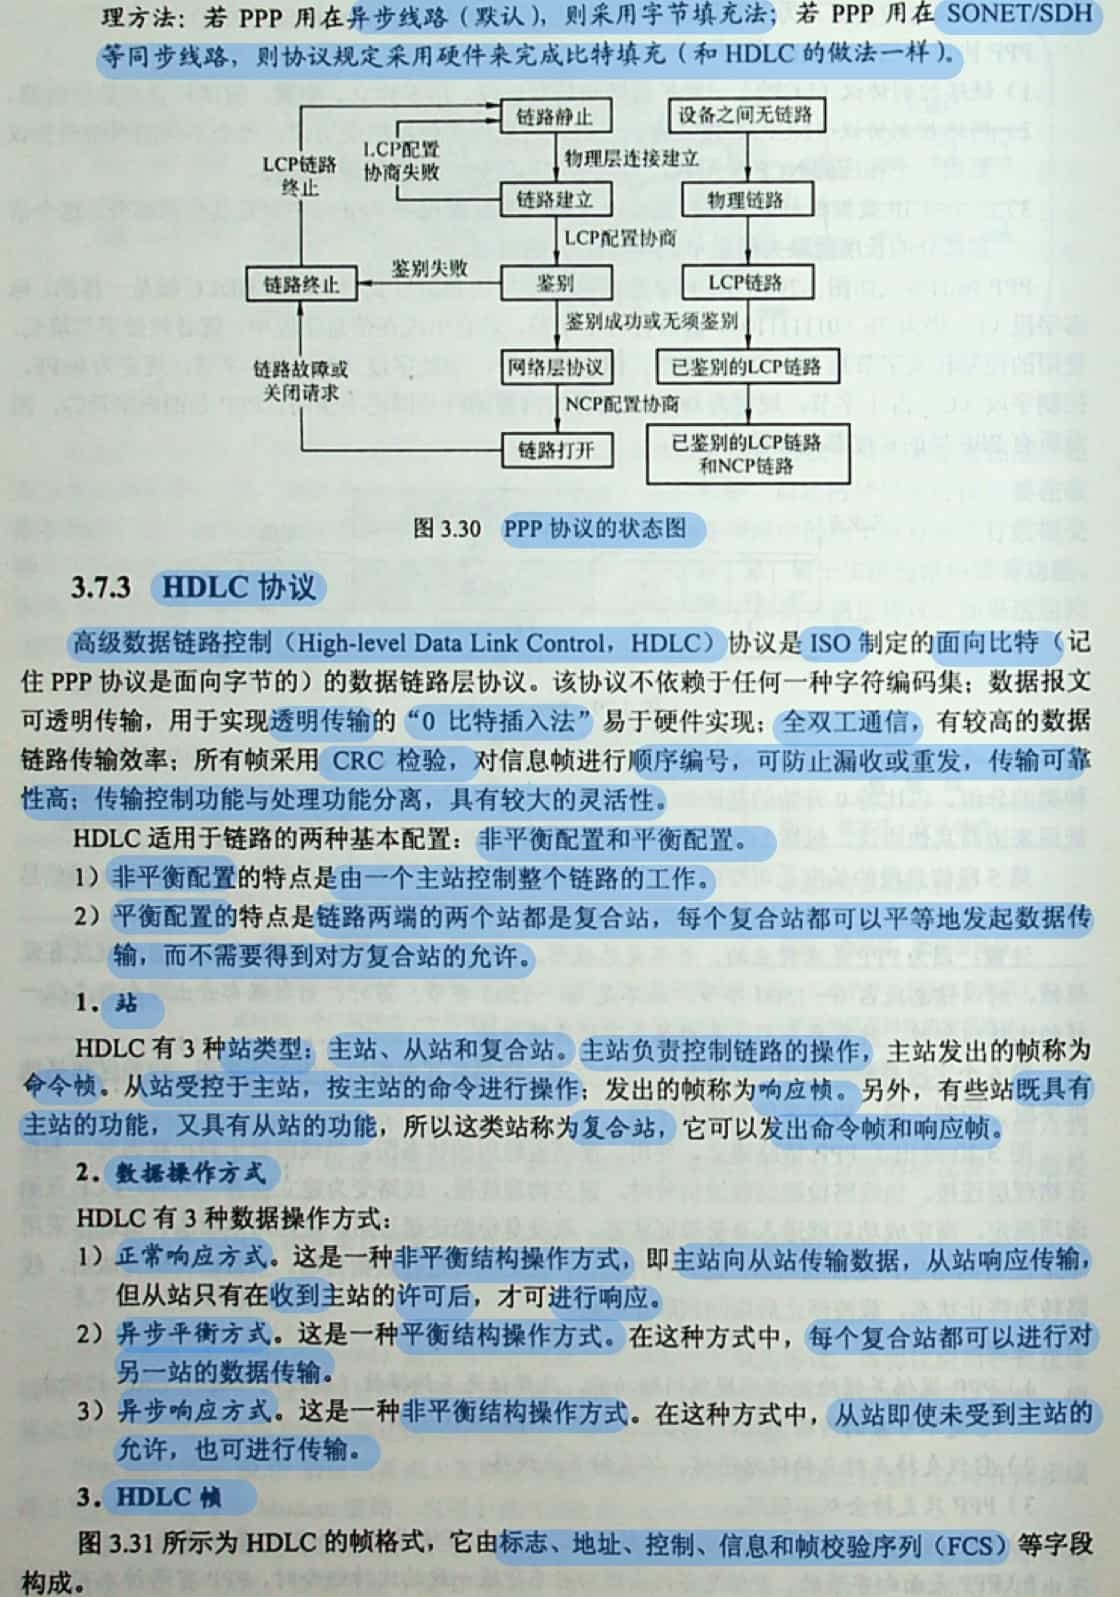 理方法：若 PPP 用在异步线路（默认），则采用字节填充法；若 PPP 用在 SONET/SDH
等同步线路，则协议规定采用硬件来完成比特填充（和 HDLC 的做法一样）。
链路静止
设备之间无链路
LCP链路
终止
LCP配置
协商失败
物理层连接建立
链路建立
物理链路
LCP配置协商
链路终止
鉴别失败
鉴别
LCP链路
鉴别成功或无须鉴别
链路故障或
关闭请求
网络层协议
已鉴别的LCP链路
NCP配置协商
链路打开
已鉴别的LCP链路
和NCP链路
图 3.30 PPP 协议的状态图
3.7.3 HDLC 协议
高级数据链路控制（High-level Data Link Control，HDLC）协议是 ISO 制定的面向比特（记
住 PPP 协议是面向字节的）的数据链路层协议。该协议不依赖于任何一种字符编码集；数据报文
可透明传输，用于实现透明传输的“0 比特插入法”易于硬件实现；全双工通信，有较高的数据
链路传输效率；所有帧采用 CRC 检验，对信息帧进行顺序编号，可防止漏收或重发，传输可靠
性高；传输控制功能与处理功能分离，具有较大的灵活性。
HDLC 适用于链路的两种基本配置：非平衡配置和平衡配置。
1）非平衡配置的特点是由一个主站控制整个链路的工作。
2）平衡配置的特点是链路两端的两个站都是复合站，每个复合站都可以平等地发起数据传
输，而不需要得到对方复合站的允许。
1．站
HDLC 有 3 种站类型：主站、从站和复合站。主站负责控制链路的操作，主站发出的帧称为
命令帧。从站受控于主站，按主站的命令进行操作；发出的帧称为响应帧。另外，有些站既具有
主站的功能，又具有从站的功能，所以这类站称为复合站，它可以发出命令帧和响应帧。
2．数据操作方式
HDLC 有 3 种数据操作方式：
1）正常响应方式。这是一种非平衡结构操作方式，即主站向从站传输数据，从站响应传输，
但从站只有在收到主站的许可后，才可进行响应。
2）异步平衡方式。这是一种平衡结构操作方式。在这种方式中，每个复合站都可以进行对
另一站的数据传输。
3）异步响应方式。这是一种非平衡结构操作方式。在这种方式中，从站即使未受到主站的
允许，也可进行传输。
3．HDLC 帧
图 3.31 所示为 HDLC 的帧格式，它由标志、地址、控制、信息和帧校验序列（FCS）等字段
构成。